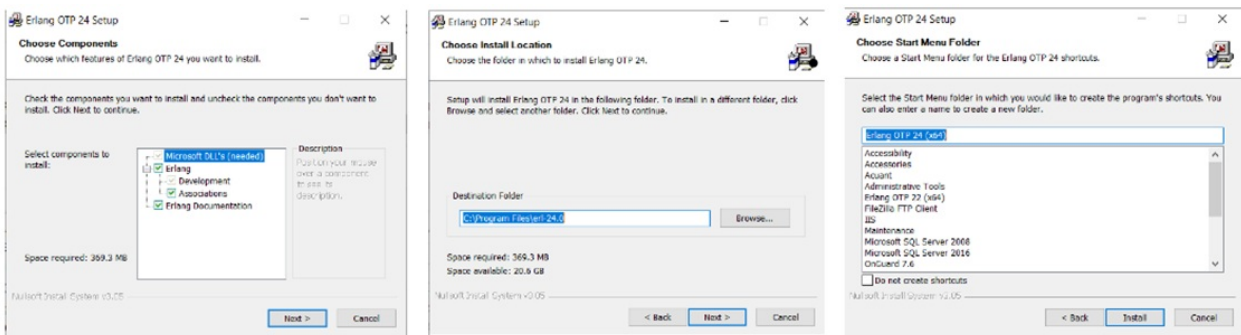 Erlang OTP 24 Setup
Choose Components
Choose which features of Erlang OTP 24 you want to install.
Check the components you want to install and uncheck the components you don't want to
install. Click Next to continue.
Select components to
install:
Microsoft DLL's (needed)
Erlang
Development
Associations
Erlang Documentation
Description
Position your mouse
over a component
to see its
description.
Space required: 369.3 MB
Nullsoft Install System v3.05
Next >
Cancel
Erlang OTP 24 Setup
Choose Install Location
Choose the folder in which to install Erlang OTP 24.
Setup will install Erlang OTP 24 in the following folder. To install in a different folder, click
Browse and select another folder. Click Next to continue.
Destination Folder
C:\Program Files\erl-24.0
Browse...
Space required: 369.3 MB
Space available: 20.6 GB
Nullsoft Install System v3.05
< Back
Next >
Cancel
Erlang OTP 24 Setup
Choose Start Menu Folder
Choose a Start Menu folder for the Erlang OTP 24 shortcuts.
Select the Start Menu folder in which you would like to create the program's shortcuts. You
can also enter a name to create a new folder.
Erlang OTP 24 (x64)
Accessibility
Accessories
Acuant
Administrative Tools
Erlang OTP 22 (x64)
FileZilla FTP Client
IIS
Maintenance
Microsoft SQL Server 2008
Microsoft SQL Server 2016
OnGuard 7.6
Do not create shortcuts
Nullsoft Install System v3.05
< Back
Install
Cancel